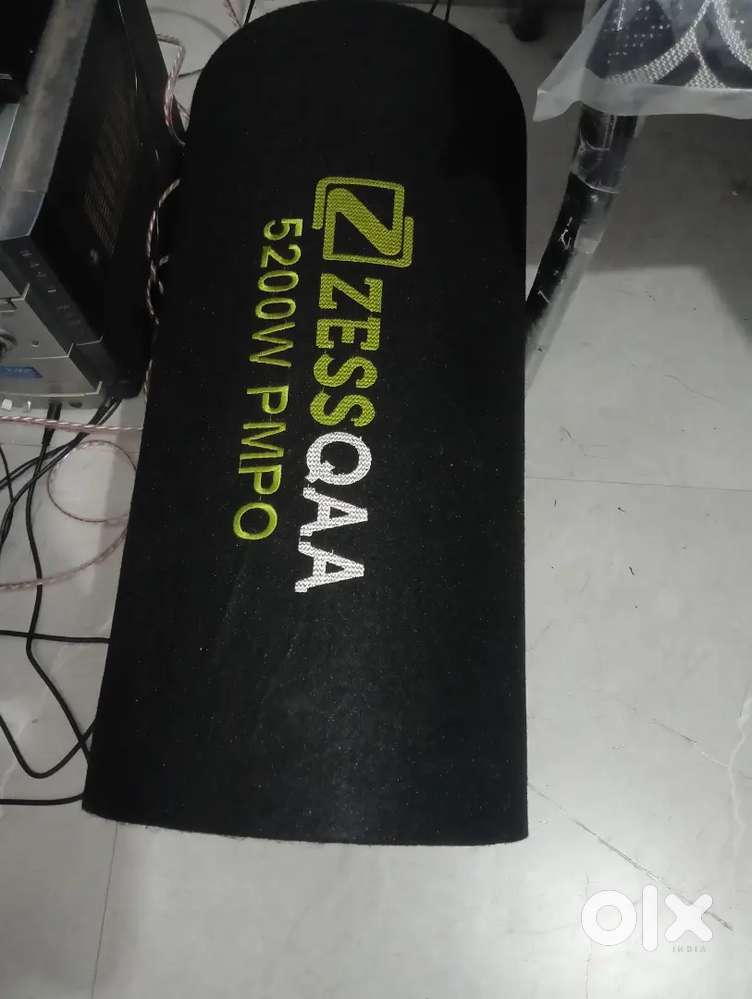 ZESSQAA
5200W PMPO
olx
INDIA